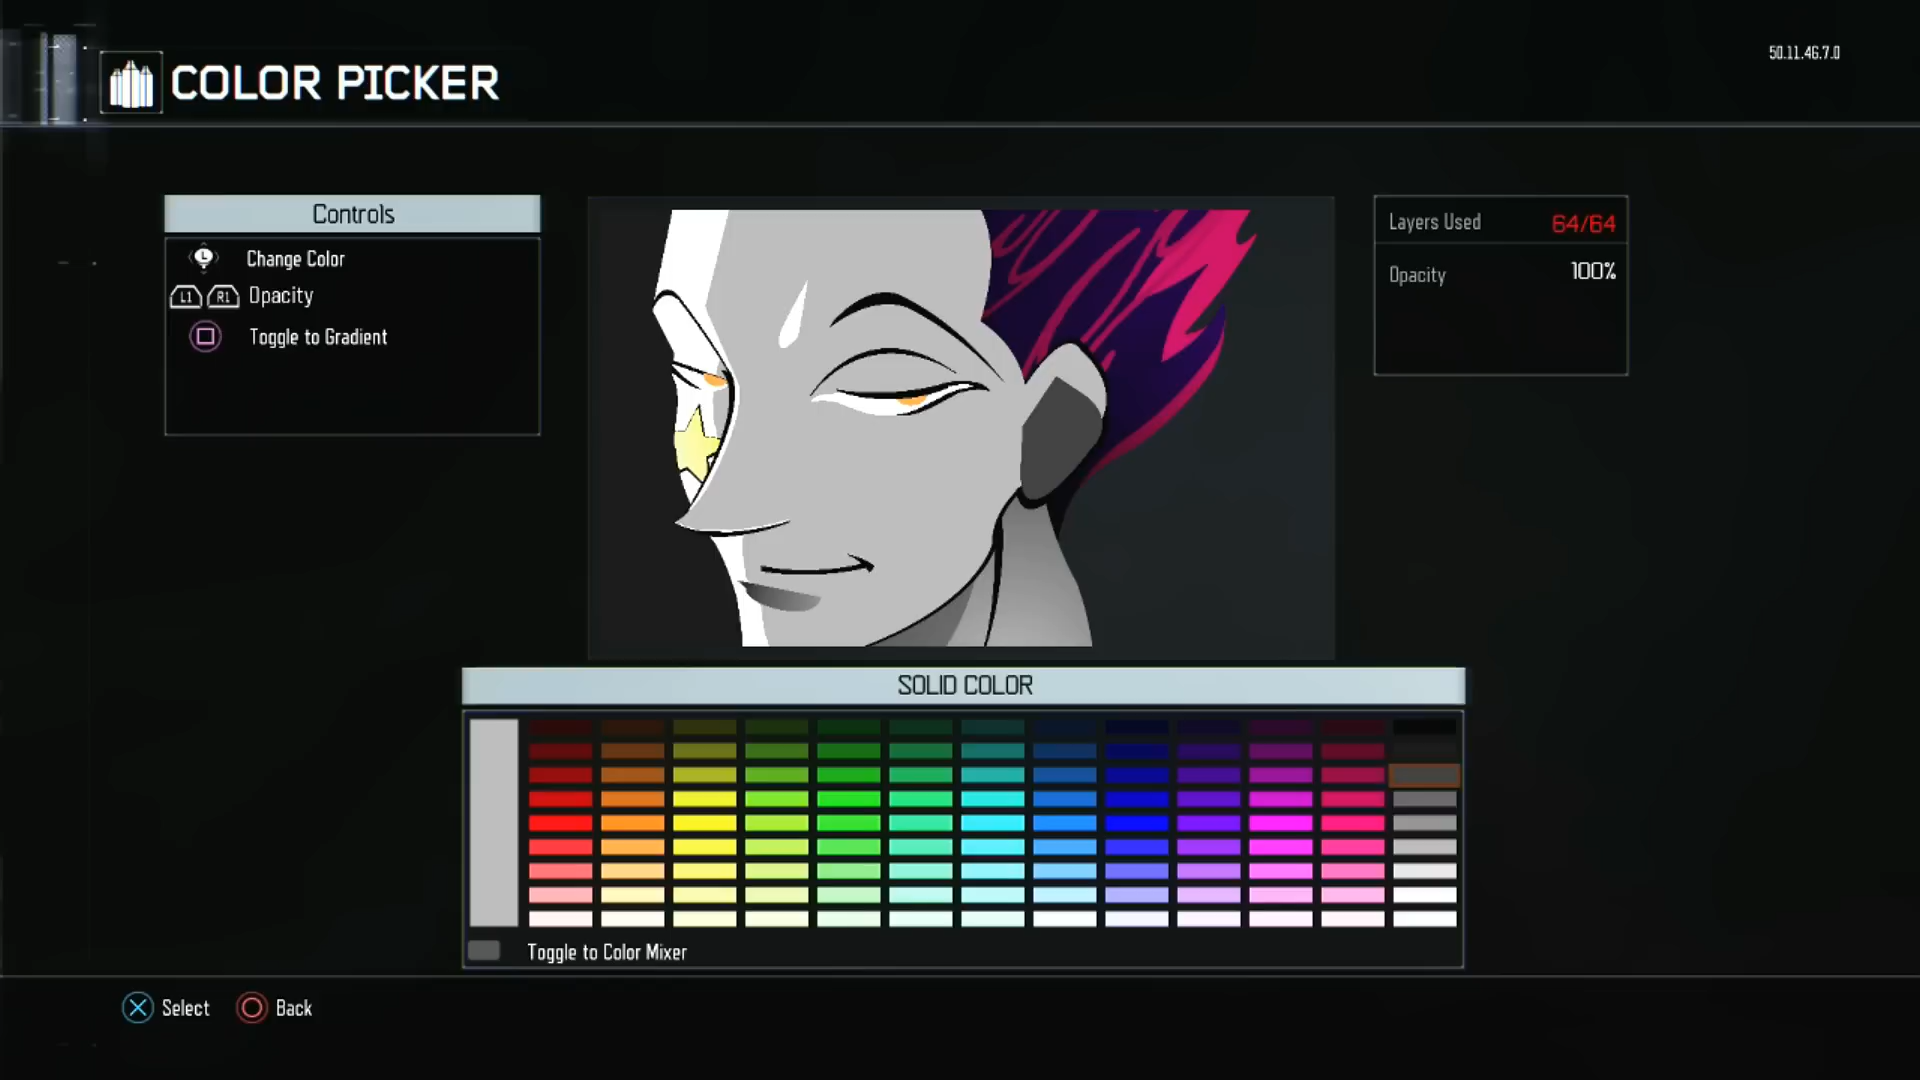 COLOR PICKER
50.11.46.7.0
Controls
L Change Color
L1 R1 Opacity
Toggle to Gradient
Layers Used 64/64
Opacity 100%
SOLID COLOR
Toggle to Color Mixer
Select Back